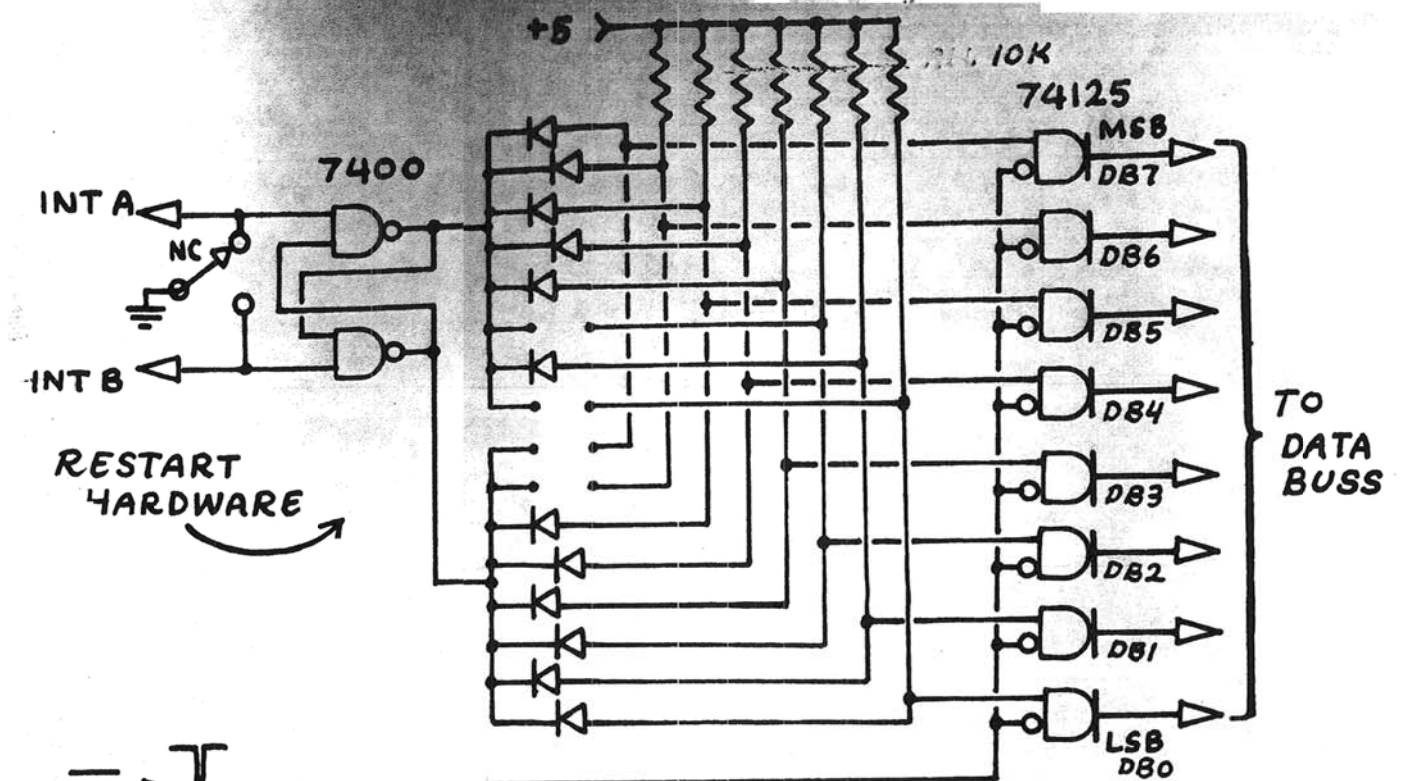 +5
10K
74125
MSB
DB7
7400
INT A
NC
DB6
DB5
INT B
DB4
TO
DATA
BUSS
RESTART
HARDWARE
DB3
DB2
DB1
LSB
DB0